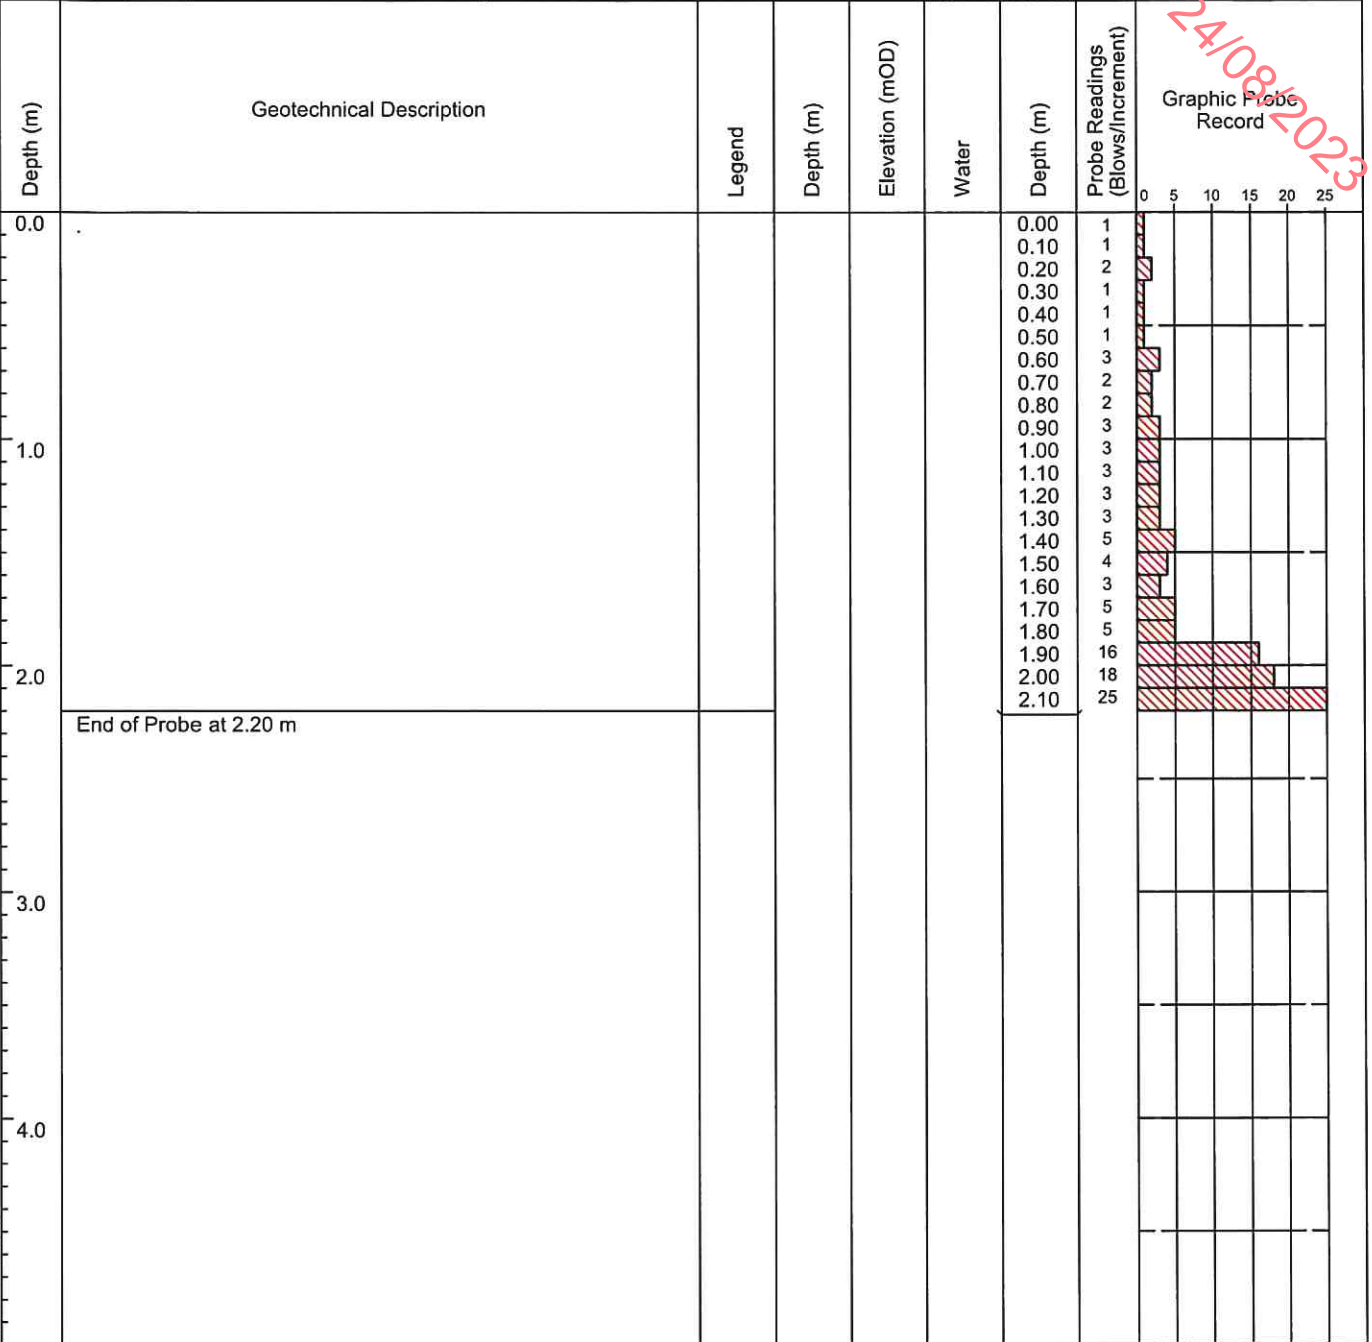 24/08/2023
Depth (m)
Geotechnical Description
Legend
Depth (m)
Elevation (mOD)
Water
Depth (m)
Probe Readings
(Blows/Increment)
Graphic Probe
Record
0 5 10 15 20 25
0.0
0.00 1
0.10 1
0.20 2
0.30 1
0.40 1
0.50 1
0.60 3
0.70 2
0.80 2
0.90 3
1.0
1.00 3
1.10 3
1.20 3
1.30 3
1.40 5
1.50 4
1.60 3
1.70 5
1.80 5
1.90 16
2.0
2.00 18
2.10 25
End of Probe at 2.20 m
3.0
4.0